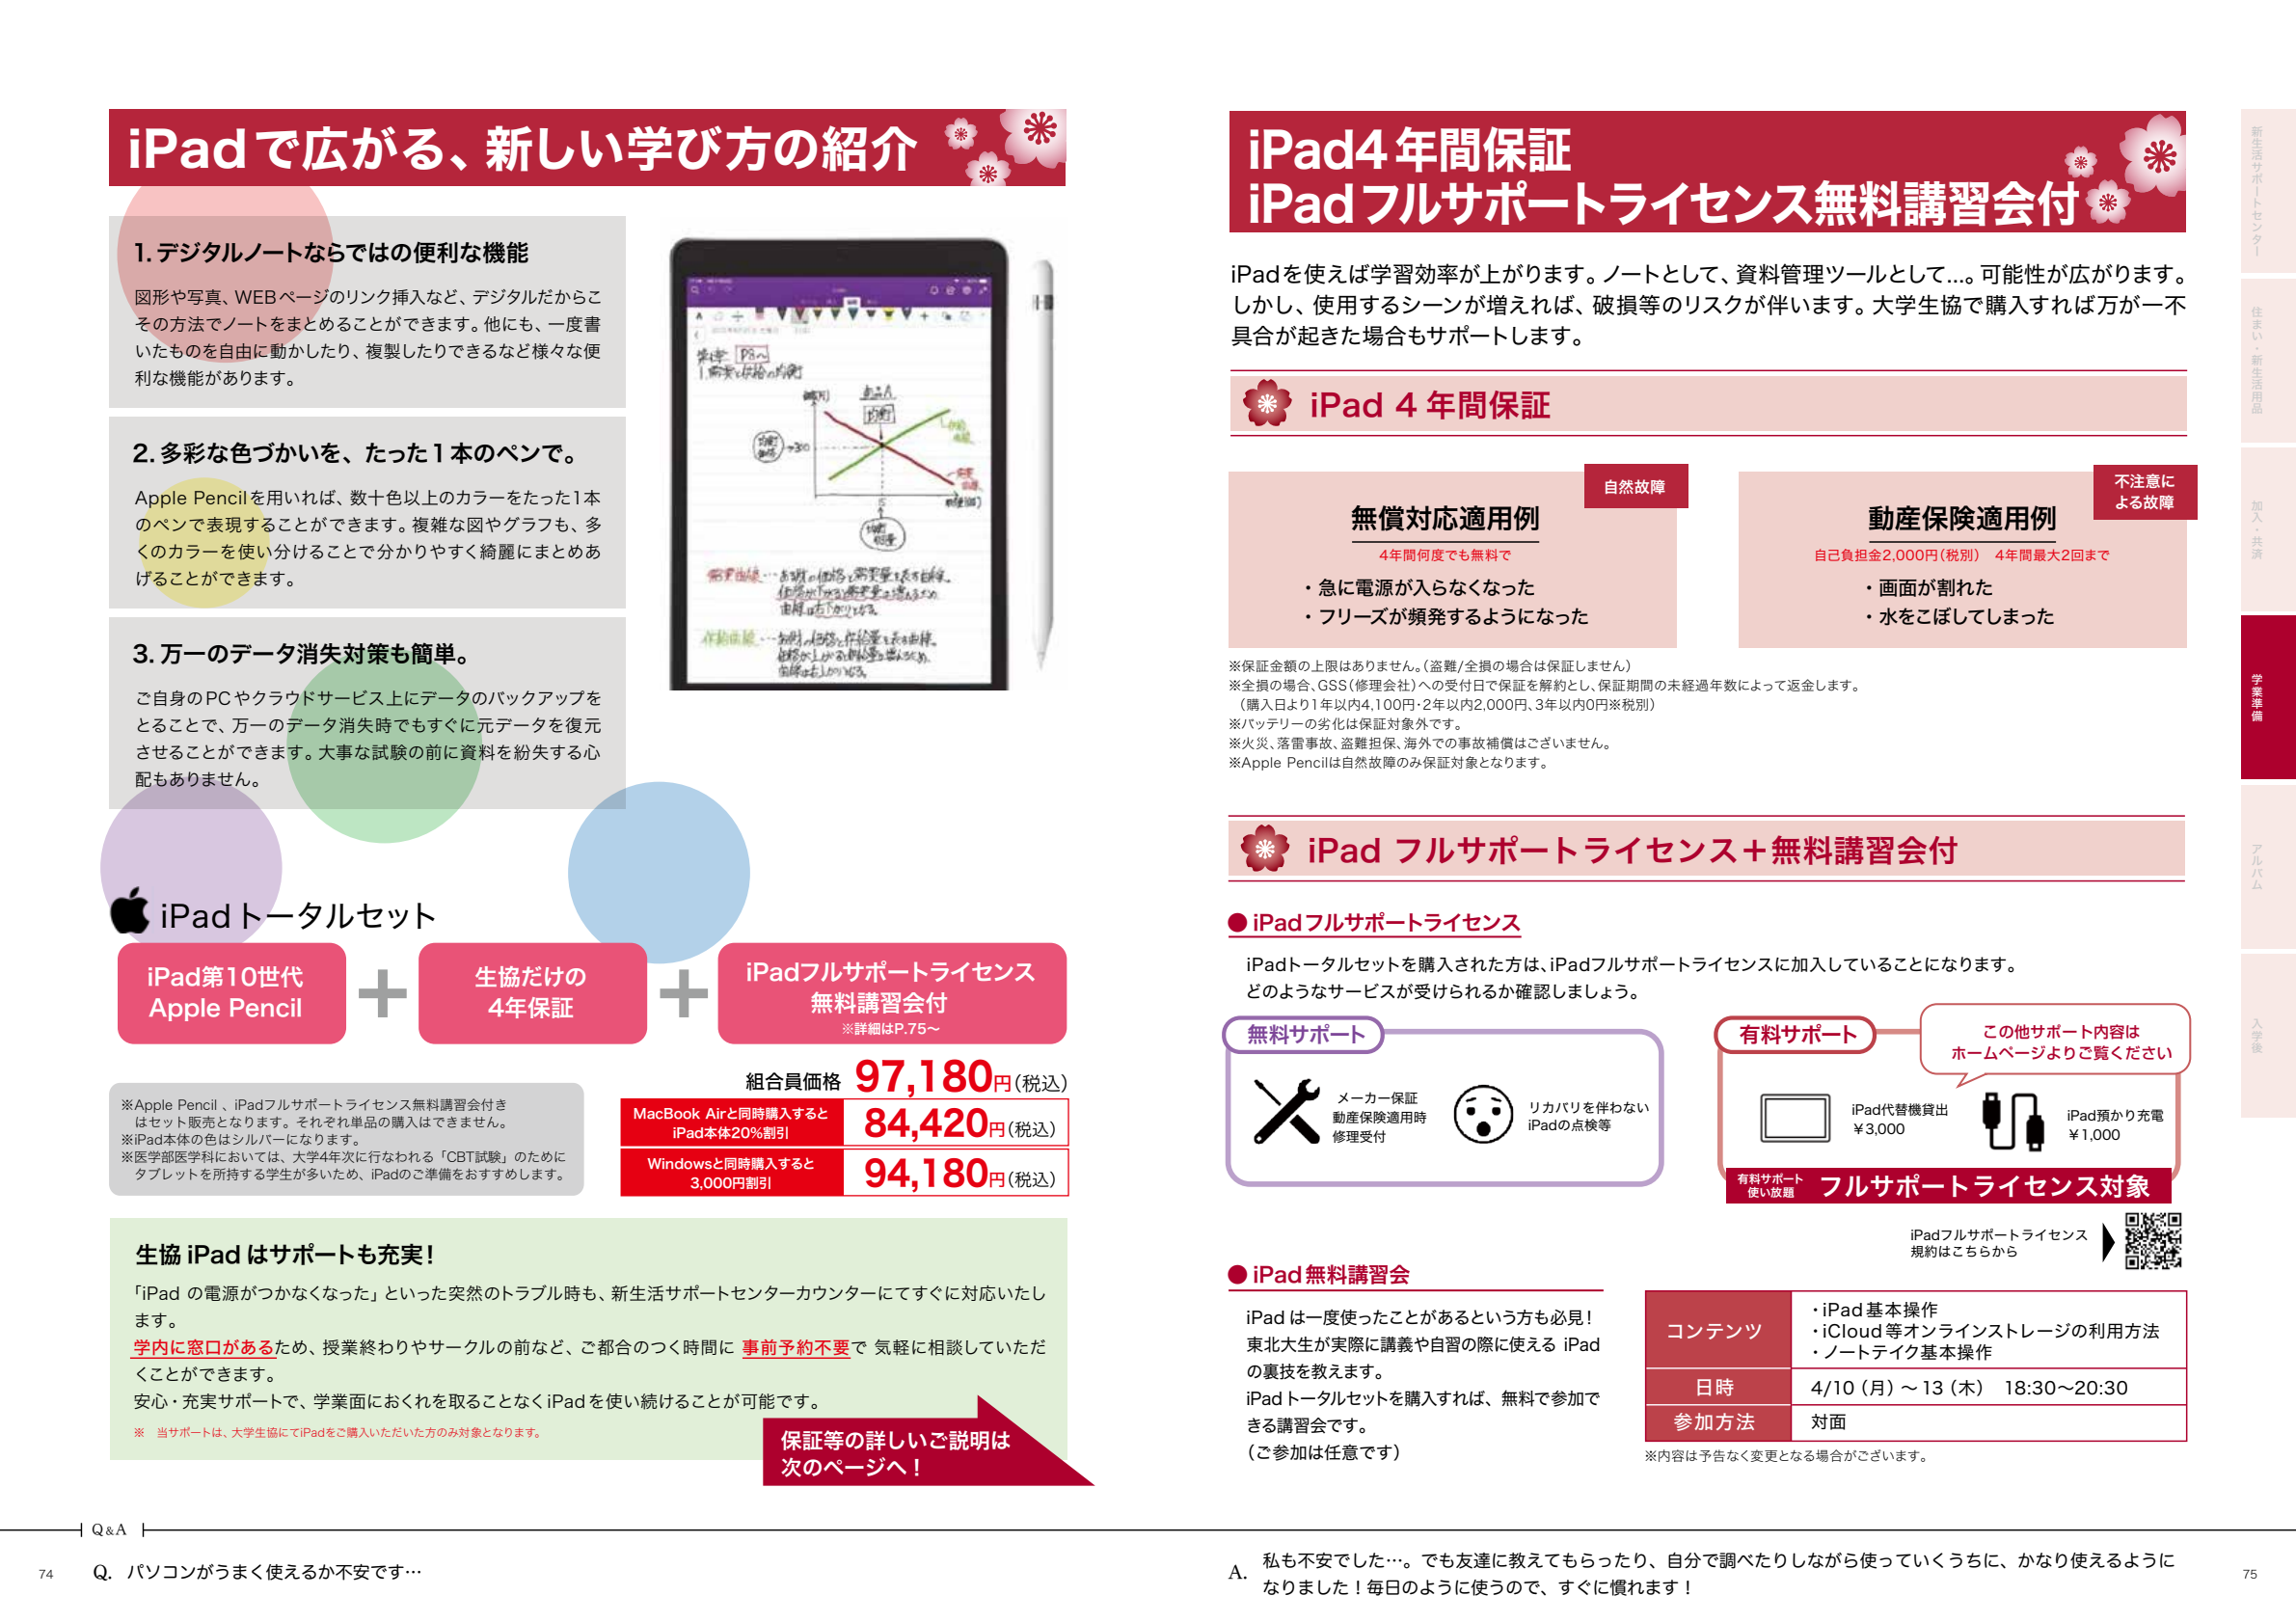 iPadで広がる、新しい学び方の紹介
1.デジタルノートならではの便利な機能
図形や写真、WEBページのリンク挿入など、デジタルだからこ
その方法でノートをまとめることができます。他にも、一度書
いたものを自由に動かしたり、複製したりできるなど様々な便
利な機能があります。
2.多彩な色づかいを、たった1本のペンで。
Apple Pencilを用いれば、数十色以上のカラーをたった1本
のペンで表現することができます。複雑な図やグラフも、多
くのカラーを使い分けることで分かりやすく綺麗にまとめあ
げることができます。
3.万一のデータ消失対策も簡単。
ご自身のPCやクラウドサービス上にデータのバックアップを
とることで、万一のデータ消失時でもすぐに元データを復元
させることができます。大事な試験の前に資料を紛失する心
配もありません。
P8~
1.需要と供給の均衡
均衡
iPadトータルセット
iPad第10世代
Apple Pencil
+
生協だけの
4年保証
+
iPadフルサポートライセンス
無料講習会付
※詳細はP.75〜
組合員価格 97,180円(税込)
MacBook Airと同時購入すると
iPad本体20%割引
84,420円(税込)
Windowsと同時購入すると
3,000円割引
94,180円(税込)
※Apple Pencil 、iPadフルサポートライセンス無料講習会付き
はセット販売となります。それぞれ単品の購入はできません。
※iPad本体の色はシルバーになります。
※医学部医学科においては、大学4年次に行なわれる「CBT試験」のために
タブレットを所持する学生が多いため、iPadのご準備をおすすめします。
生協 iPad はサポートも充実！
「iPad の電源がつかなくなった」といった突然のトラブル時も、新生活サポートセンターカウンターにてすぐに対応いたし
ます。
学内に窓口があるため、授業終わりやサークルの前など、ご都合のつく時間に 事前予約不要で 気軽に相談していただ
くことができます。
安心・充実サポートで、学業面におくれを取ることなくiPadを使い続けることが可能です。
※ 当サポートは、大学生協にてiPadをご購入いただいた方のみ対象となります。
保証等の詳しいご説明は
次のページへ！
Q&A
74
Q. パソコンがうまく使えるか不安です…
iPad4年間保証
iPadフルサポートライセンス無料講習会付
iPadを使えば学習効率が上がります。ノートとして、資料管理ツールとして…。可能性が広がります。
しかし、使用するシーンが増えれば、破損等のリスクが伴います。大学生協で購入すれば万が一不
具合が起きた場合もサポートします。
iPad 4 年間保証
自然故障
無償対応適用例
4年間何度でも無料で
・急に電源が入らなくなった
・フリーズが頻発するようになった
不注意に
よる故障
動産保険適用例
自己負担金2,000円(税別) 4年間最大2回まで
・画面が割れた
・水をこぼしてしまった
※保証金額の上限はありません。(盗難/全損の場合は保証しません)
※全損の場合、GSS(修理会社)への受付日で保証を解約とし、保証期間の未経過年数によって返金します。
(購入日より1年以内4,100円・2年以内2,000円、3年以内0円※税別)
※バッテリーの劣化は保証対象外です。
※火災、落雷事故、盗難担保、海外での事故補償はございません。
※Apple Pencilは自然故障のみ保証対象となります。
iPad フルサポートライセンス＋無料講習会付
●iPadフルサポートライセンス
iPadトータルセットを購入された方は、iPadフルサポートライセンスに加入していることになります。
どのようなサービスが受けられるか確認しましょう。
無料サポート
メーカー保証
動産保険適用時
修理受付
リカバリを伴わない
iPadの点検等
有料サポート
この他サポート内容は
ホームページよりご覧ください
iPad代替機貸出
￥3,000
iPad預かり充電
￥1,000
有料サポート
使い放題
フルサポートライセンス対象
iPadフルサポートライセンス
規約はこちらから
●iPad無料講習会
iPad は一度使ったことがあるという方も必見！
東北大生が実際に講義や自習の際に使える iPad
の裏技を教えます。
iPadトータルセットを購入すれば、無料で参加で
きる講習会です。
(ご参加は任意です)
コンテンツ
・iPad基本操作
・iCloud等オンラインストレージの利用方法
・ノートテイク基本操作
日時
4/10（月）〜13（木） 18:30〜20:30
参加方法
対面
※内容は予告なく変更となる場合がございます。
A. 私も不安でした…。でも友達に教えてもらったり、自分で調べたりしながら使っていくうちに、かなり使えるように
なりました！毎日のように使うので、すぐに慣れます！
75
新生活サポートセンター
住まい・新生活用品
加入・共済
学業準備
アルバム
入学後